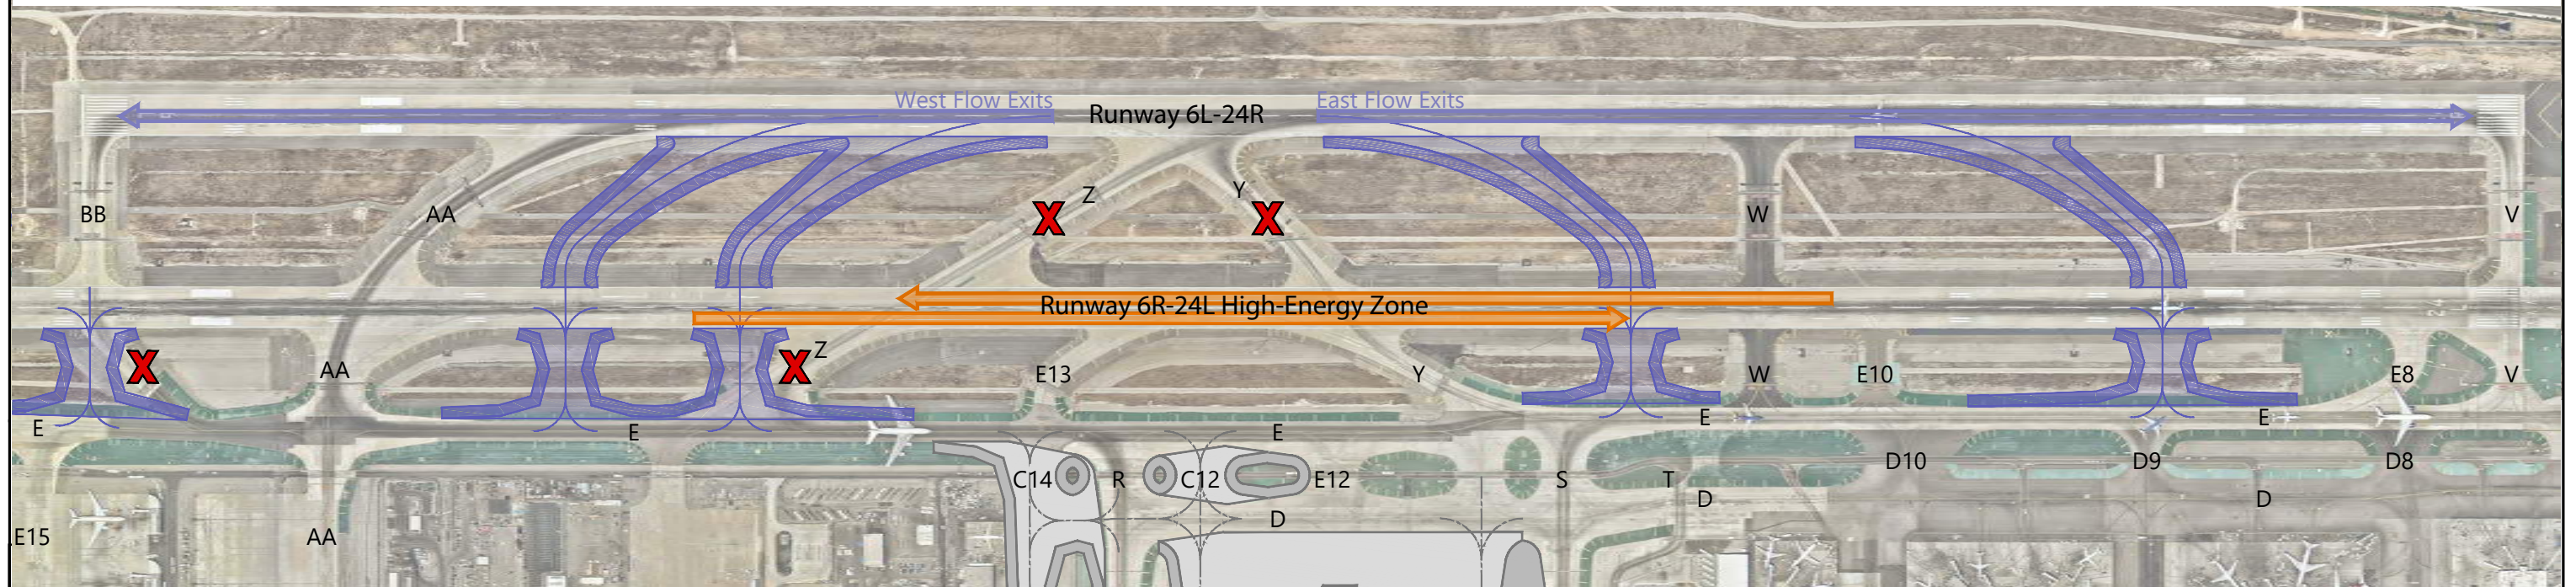 West Flow Exits
Runway 6L-24R
East Flow Exits
BB
AA
Z
Y
W
V
Runway 6R-24L High-Energy Zone
AA
Z
E13
Y
W
E10
E8
V
E
E
E
E
E
C14
R
C12
E12
S
T
D10
D9
D8
D
D
D
E15
AA